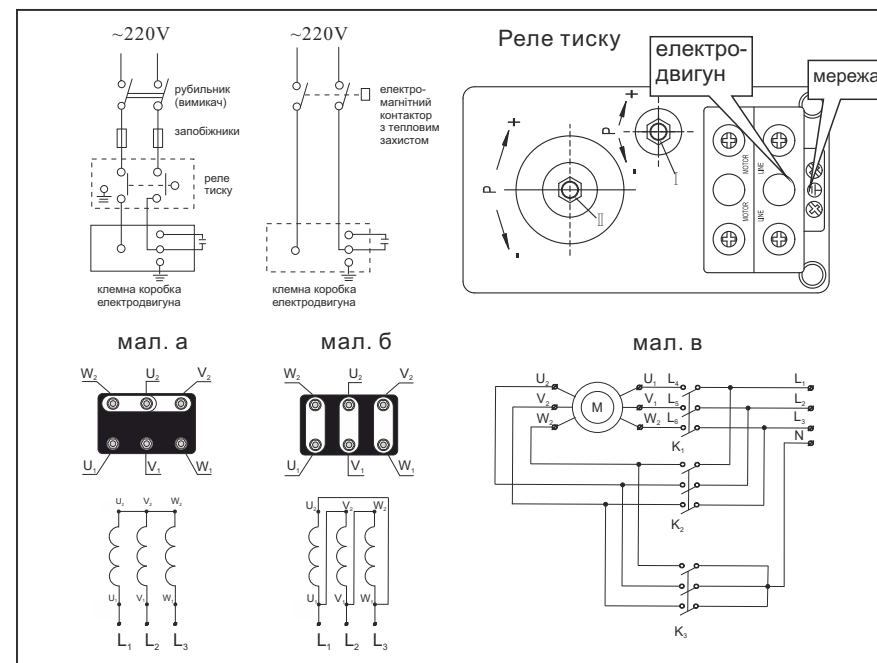 ~220V
~220V
рубильник
(вимикач)
запобіжники
реле
тиску
клемна коробка
електродвигуна
електро-
магнітний
контактор
з тепловим
захистом
клемна коробка
електродвигуна
Реле тиску
електро-
двигун
мережа
+
P
-
+
P
-
I
II
MOTOR
LINE
MOTOR
LINE
мал. а
W₂
U₂
V₂
U₁
V₁
W₁
U₂ V₂ W₂
U₁ V₁ W₁
L₁ L₂ L₃
мал. б
W₂
U₂
V₂
U₁
V₁
W₁
U₂ V₂ W₂
U₁ V₁ W₁
L₁ L₂ L₃
мал. в
U₂
V₂
W₂
M
U₁ L₄
V₁ L₅
W₂ L₆
K₁
K₂
K₃
L₁
L₂
L₃
N